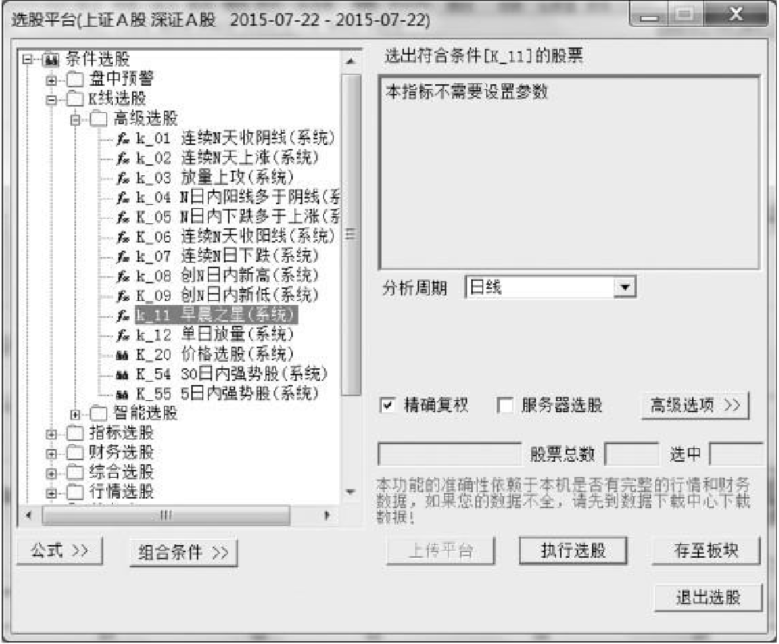 选股平台(上证A股 深证A股 2015-07-22 - 2015-07-22)
条件选股
盘中预警
K线选股
高级选股
k_01 连续N天收阴线(系统)
k_02 连续N天上涨(系统)
k_03 放量上攻(系统)
k_04 N日内阳线多于阴线(系
K_05 N日内下跌多于上涨(系
K_06 连续N天收阳线(系统)
k_07 连续N日下跌(系统)
k_08 创N日内新高(系统)
K_09 创N日内新低(系统)
k_11 早晨之星(系统)
k_12 单日放量(系统)
K_20 价格选股(系统)
K_54 30日内强势股(系统)
K_55 5日内强势股(系统)
智能选股
指标选股
财务选股
综合选股
行情选股
公式 >>
组合条件 >>
选出符合条件[K_11]的股票
本指标不需要设置参数
分析周期 日线
精确复权 服务器选股 高级选项 >>
股票总数 选中
本功能的准确性依赖于本机是否有完整的行情和财务
数据，如果您的数据不全，请先到数据下载中心下载
数据!
上传平台 执行选股 存至板块
退出选股